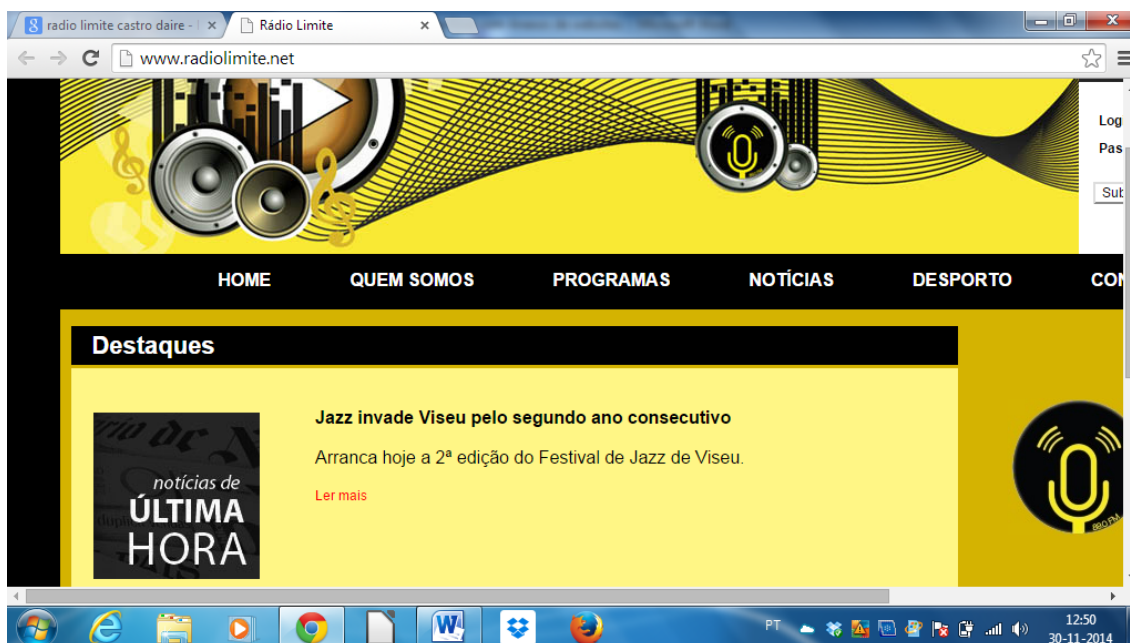 radio limite castro daire -
Rádio Limite
www.radiolimite.net
Log
Pas
Sub
HOME QUEM SOMOS PROGRAMAS NOTÍCIAS DESPORTO CON
Destaques
notícias de
ÚLTIMA
HORA
Jazz invade Viseu pelo segundo ano consecutivo
Arranca hoje a 2ª edição do Festival de Jazz de Viseu.
Ler mais
PT
12:50
30-11-2014